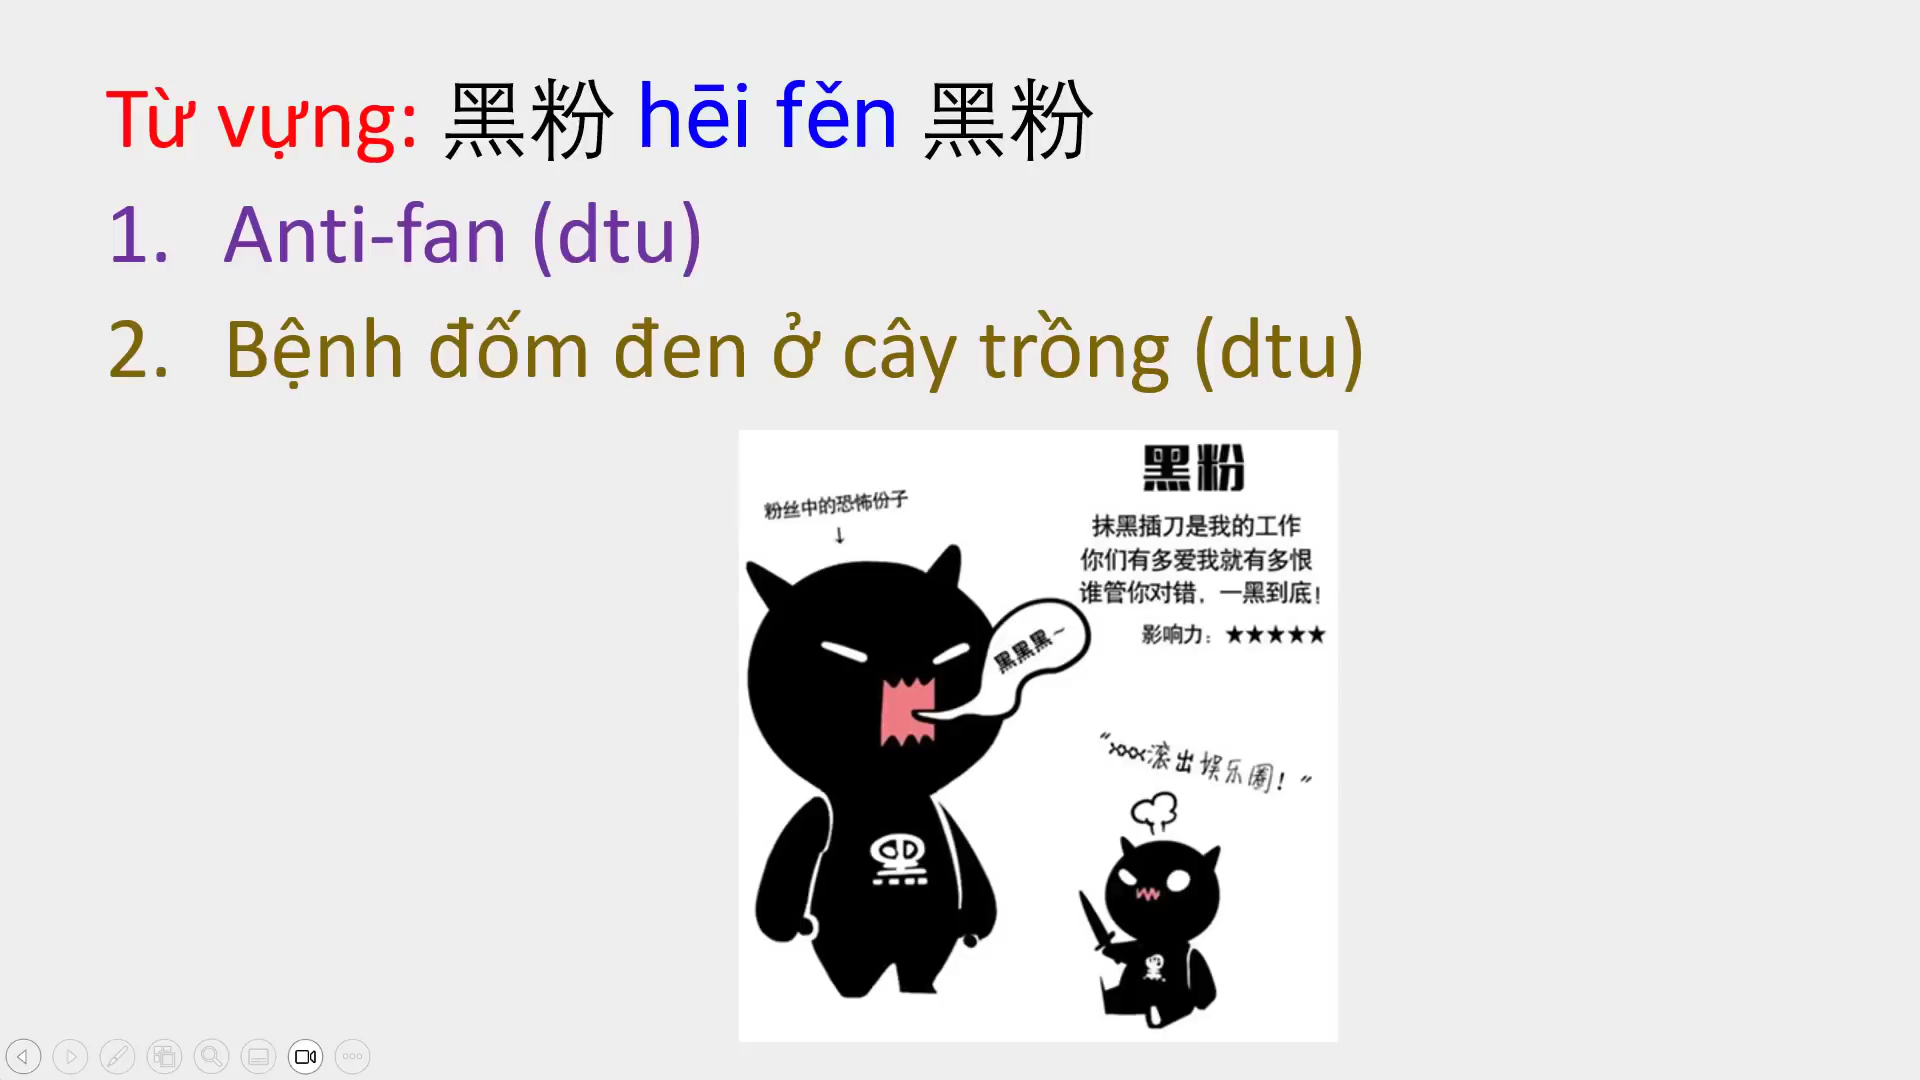 Từ vựng: 黑粉 hēi fěn 黑粉
1. Anti-fan (dtu)
2. Bệnh đốm đen ở cây trồng (dtu)
黑粉
粉丝中的恐怖份子
↓
抹黑插刀是我的工作
你们有多爱我就有多恨
谁管你对错，一黑到底！
影响力：★★★★★
黑黑黑~
黑
“xxx滚出娱乐圈！”